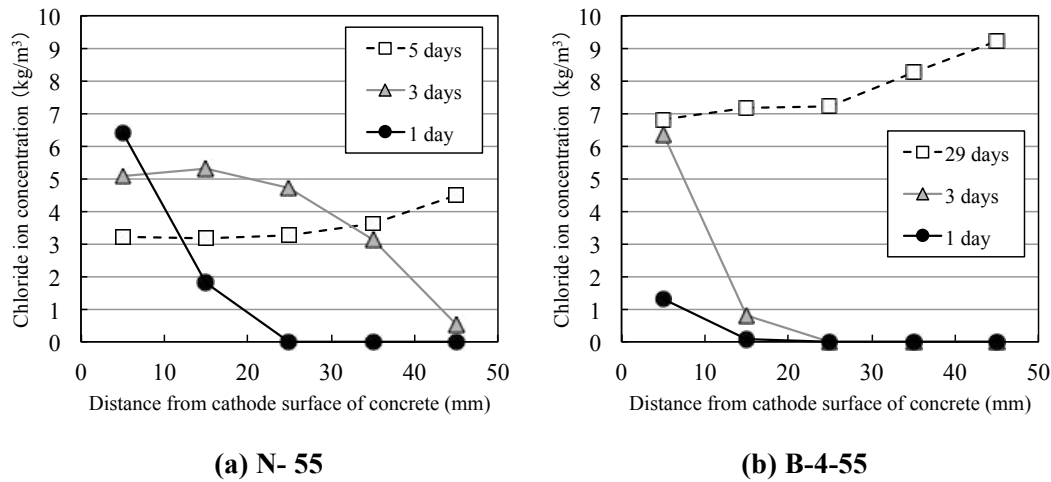 10
9
8
7
6
5
4
3
2
1
0
Chloride ion concentration (kg/m³)
5 days
3 days
1 day
0 10 20 30 40 50
Distance from cathode surface of concrete (mm)
(a) N- 55
10
9
8
7
6
5
4
3
2
1
0
Chloride ion concentration (kg/m³)
29 days
3 days
1 day
0 10 20 30 40 50
Distance from cathode surface of concrete (mm)
(b) B-4-55